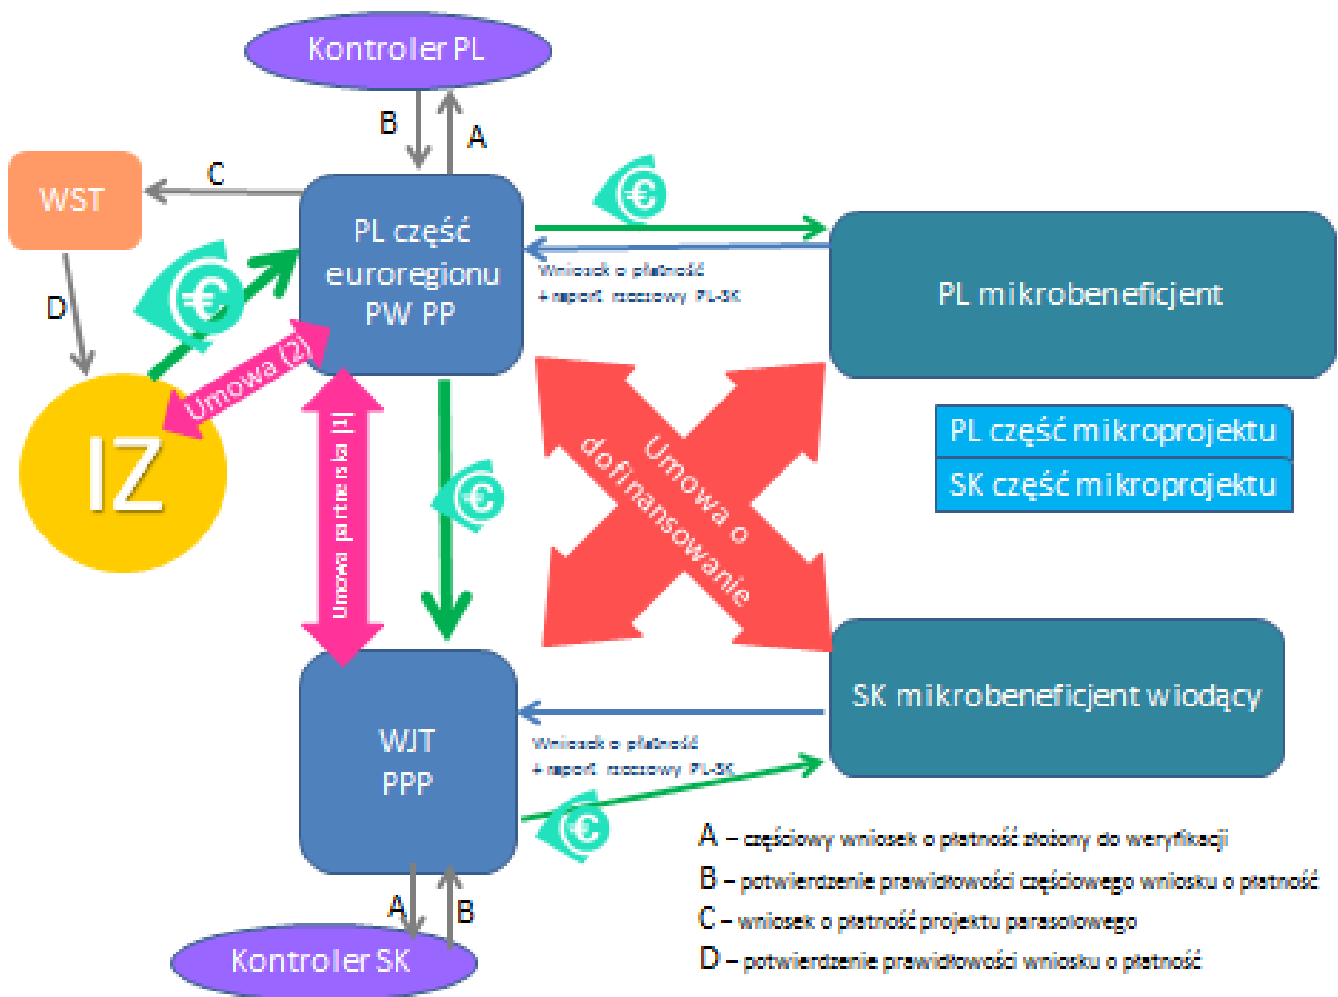 Kontroler PL
B
A
WST
C
PL część
euroregionu
PW PP
€
€
Wniosek o płatność
+ raport rzeczowy PL-SK
PL mikrobeneficjent
D
Umowa (2)
IZ
Umowa partnerska (1)
€
Umowa o
dofinansowanie
PL część mikroprojektu
SK część mikroprojektu
WJT
PPP
Wniosek o płatność
+ raport rzeczowy PL-SK
€
SK mikrobeneficjent wiodący
A
B
Kontroler SK
A – częściowy wniosek o płatność złożony do weryfikacji
B – potwierdzenie prawidłowości częściowego wniosku o płatność
C – wniosek o płatność projektu parasolowego
D – potwierdzenie prawidłowości wniosku o płatność